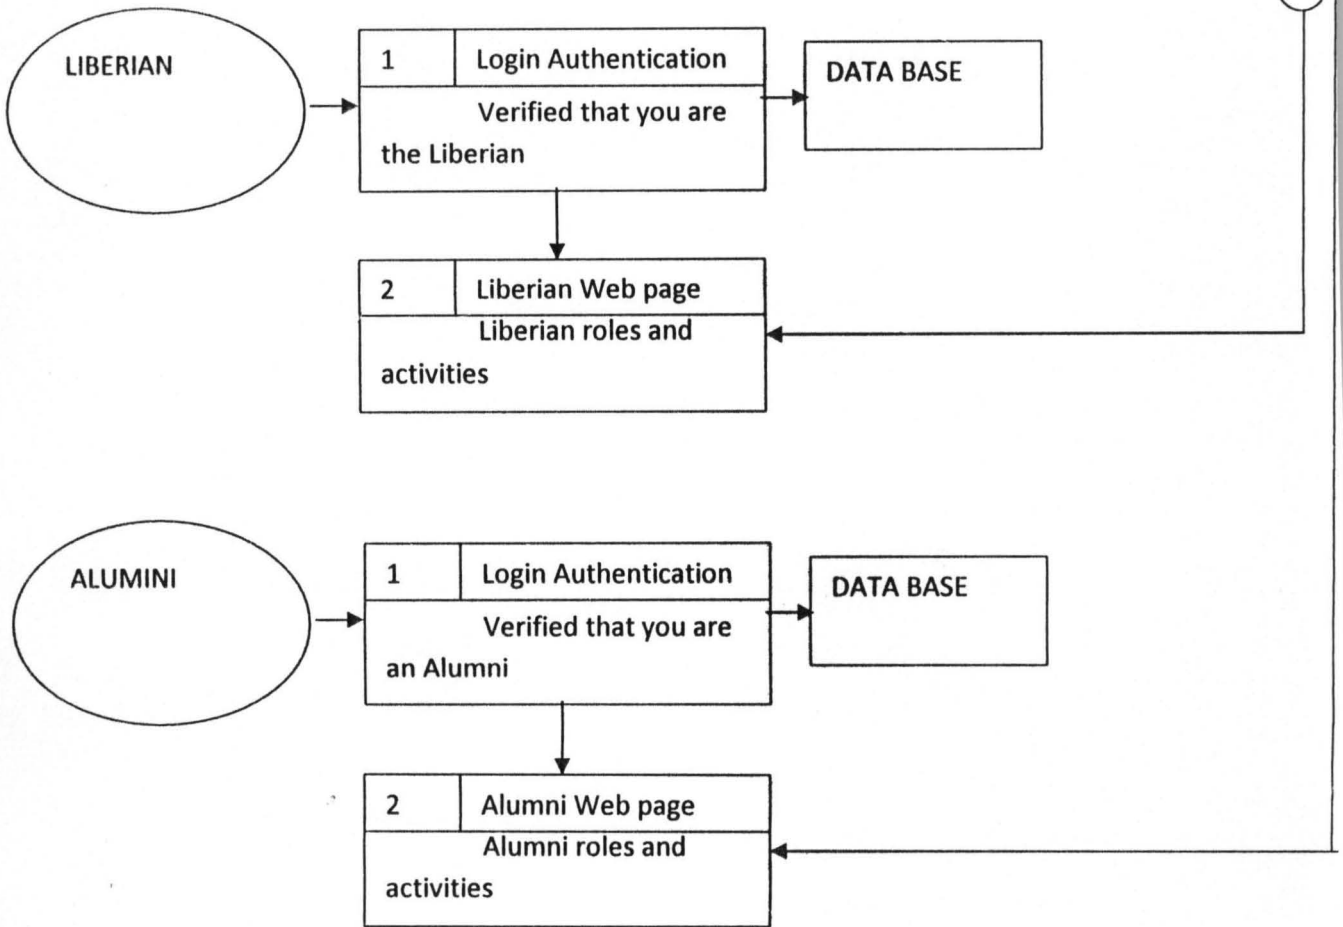 LIBERIAN
1 Login Authentication
Verified that you are
the Liberian
DATA BASE
2 Liberian Web page
Liberian roles and
activities
ALUMINI
1 Login Authentication
Verified that you are
an Alumni
DATA BASE
2 Alumni Web page
Alumni roles and
activities